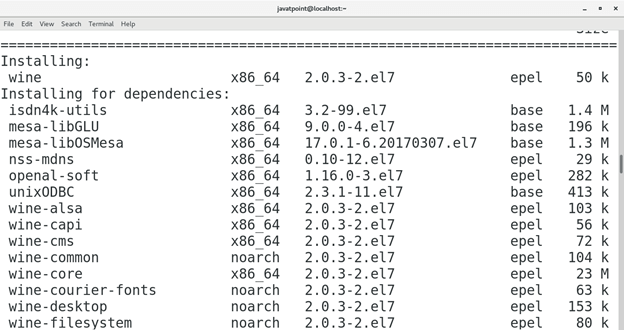 javatpoint@localhost:~
File Edit View Search Terminal Help
================================================================================
Installing:
wine x86_64 2.0.3-2.el7 epel 50 k
Installing for dependencies:
isdn4k-utils x86_64 3.2-99.el7 base 1.4 M
mesa-libGLU x86_64 9.0.0-4.el7 base 196 k
mesa-libOSMesa x86_64 17.0.1-6.20170307.el7 base 1.3 M
nss-mdns x86_64 0.10-12.el7 epel 29 k
openal-soft x86_64 1.16.0-3.el7 epel 282 k
unixODBC x86_64 2.3.1-11.el7 base 413 k
wine-alsa x86_64 2.0.3-2.el7 epel 103 k
wine-capi x86_64 2.0.3-2.el7 epel 56 k
wine-cms x86_64 2.0.3-2.el7 epel 72 k
wine-common noarch 2.0.3-2.el7 epel 104 k
wine-core x86_64 2.0.3-2.el7 epel 23 M
wine-courier-fonts noarch 2.0.3-2.el7 epel 63 k
wine-desktop noarch 2.0.3-2.el7 epel 153 k
wine-filesystem noarch 2.0.3-2.el7 epel 80 k